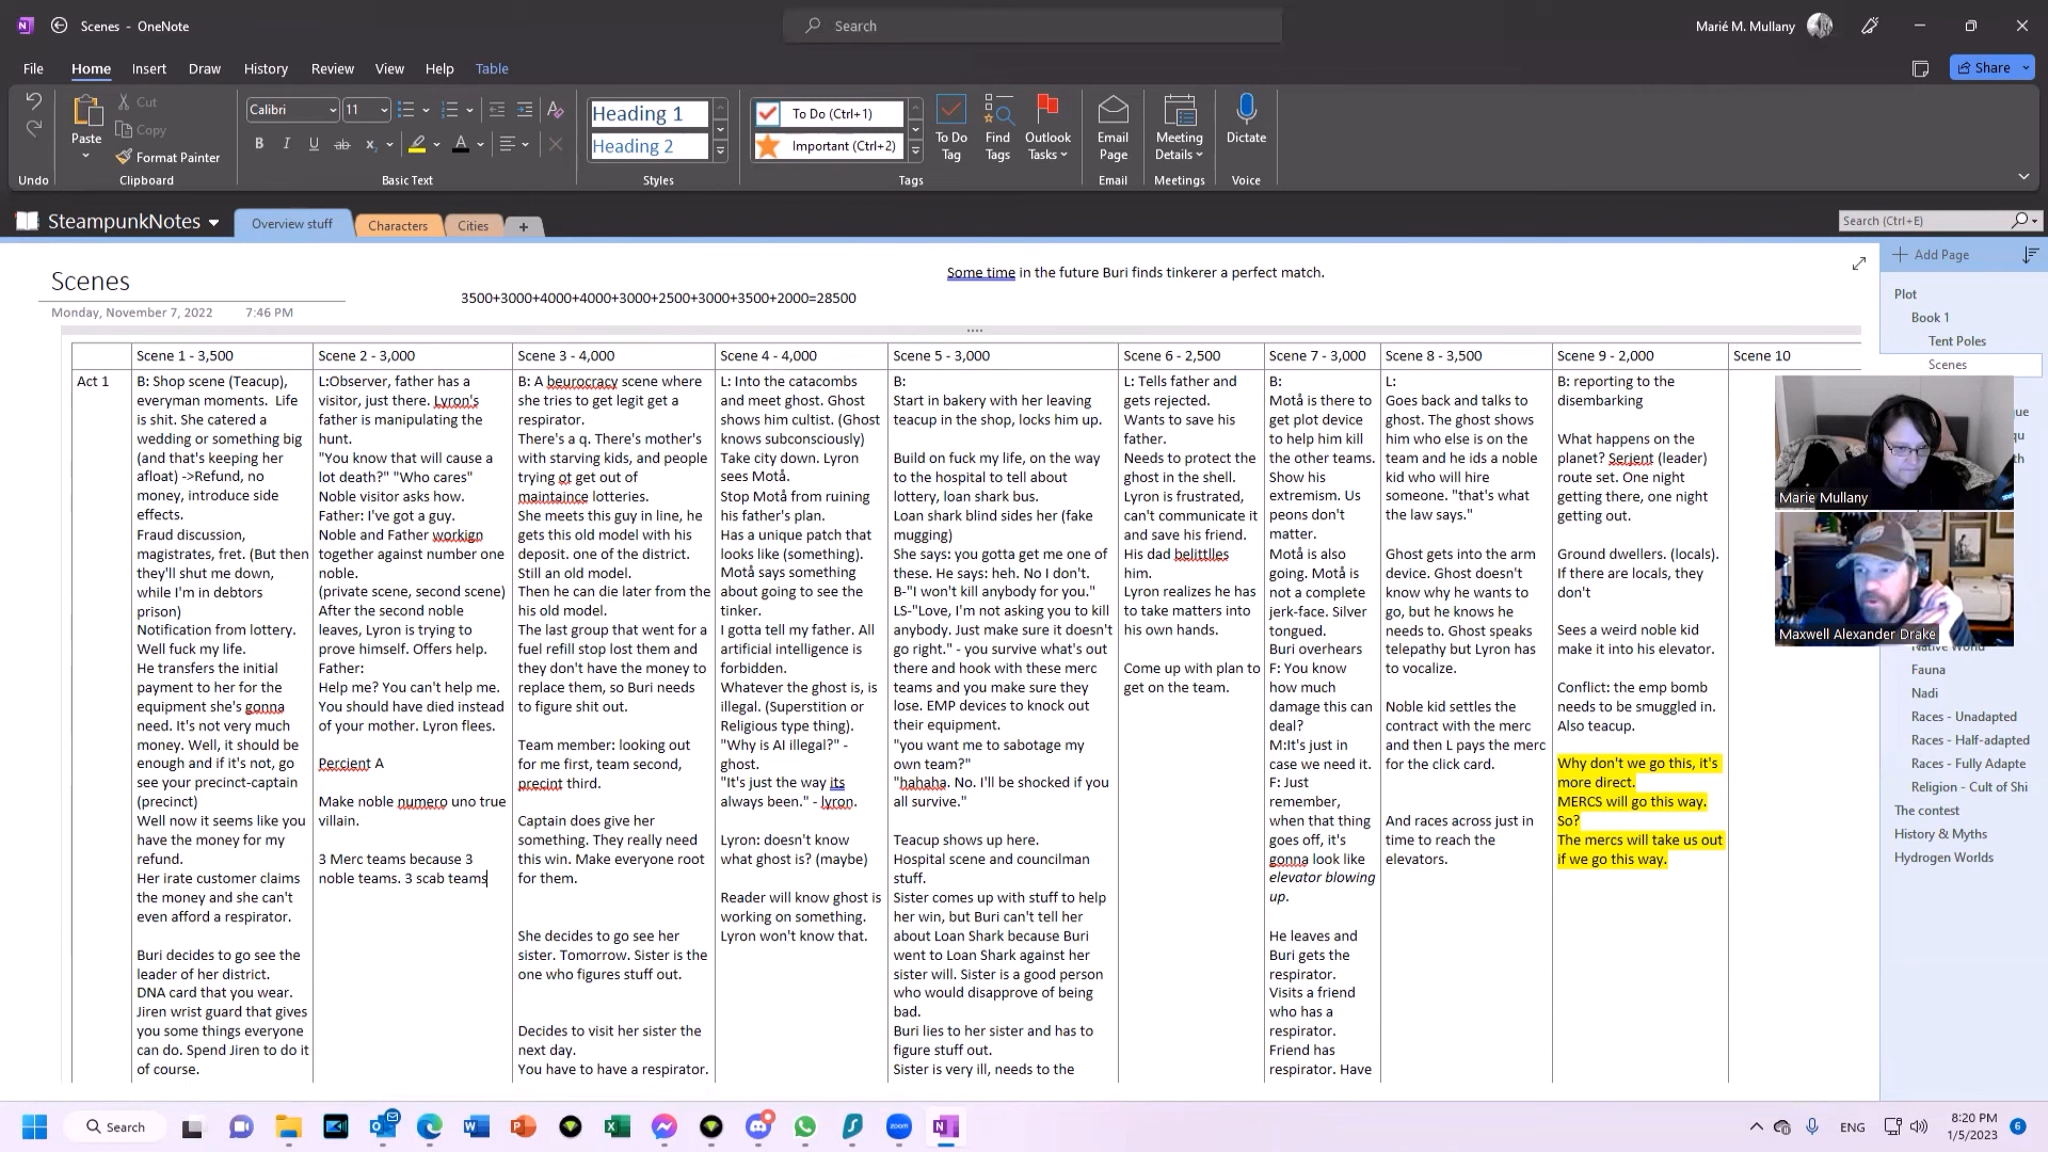 Scenes - OneNote
Search
Marié M. Mullany
File Home Insert Draw History Review View Help Table
Share
Paste
Cut
Copy
Format Painter
Calibri 11
B I U ab x
A
Heading 1
Heading 2
To Do (Ctrl+1)
Important (Ctrl+2)
To Do
Tag
Find
Tags
Outlook
Tasks
Email
Page
Meeting
Details
Dictate
Undo Clipboard Basic Text Styles Tags Email Meetings Voice
SteampunkNotes Overview stuff Characters Cities +
Search (Ctrl+E)
Scenes
Monday, November 7, 2022 7:46 PM
3500+3000+4000+4000+3000+2500+3000+3500+2000=28500
Some time in the future Buri finds tinkerer a perfect match.
Act 1
Scene 1 - 3,500
B: Shop scene (Teacup),
everyman moments. Life
is shit. She catered a
wedding or something big
(and that's keeping her
afloat) ->Refund, no
money, introduce side
effects.
Fraud discussion,
magistrates, fret. (But then
they'll shut me down,
while I'm in debtors
prison)
Notification from lottery.
Well fuck my life.
He transfers the initial
payment to her for the
equipment she's gonna
need. It's not very much
money. Well, it should be
enough and if it's not, go
see your precinct-captain
(precinct)
Well now it seems like you
have the money for my
refund.
Her irate customer claims
the money and she can't
even afford a respirator.
Buri decides to go see the
leader of her district.
DNA card that you wear.
Jiren wrist guard that gives
you some things everyone
can do. Spend Jiren to do it
of course.
Scene 2 - 3,000
L:Observer, father has a
visitor, just there. Lyron's
father is manipulating the
hunt.
"You know that will cause a
lot death?" "Who cares"
Noble visitor asks how.
Father: I've got a guy.
Noble and Father workign
together against number one
noble.
(private scene, second scene)
After the second noble
leaves, Lyron is trying to
prove himself. Offers help.
Father:
Help me? You can't help me.
You should have died instead
of your mother. Lyron flees.
Percient A
Make noble numero uno true
villain.
3 Merc teams because 3
noble teams. 3 scab teams
Scene 3 - 4,000
B: A beurocracy scene where
she tries to get legit get a
respirator.
There's a q. There's mother's
with starving kids, and people
trying ot get out of
maintaince lotteries.
She meets this guy in line, he
gets this old model with his
deposit. one of the district.
Still an old model.
Then he can die later from the
his old model.
The last group that went for a
fuel refill stop lost them and
they don't have the money to
replace them, so Buri needs
to figure shit out.
Team member: looking out
for me first, team second,
precint third.
Captain does give her
something. They really need
this win. Make everyone root
for them.
She decides to go see her
sister. Tomorrow. Sister is the
one who figures stuff out.
Decides to visit her sister the
next day.
You have to have a respirator.
Scene 4 - 4,000
L: Into the catacombs
and meet ghost. Ghost
shows him cultist. (Ghost
knows subconsciously)
Take city down. Lyron
sees Motå.
Stop Motå from ruining
his father's plan.
Has a unique patch that
looks like (something).
Motå says something
about going to see the
tinker.
I gotta tell my father. All
artificial intelligence is
forbidden.
Whatever the ghost is, is
illegal. (Superstition or
Religious type thing).
"Why is AI illegal?" -
ghost.
"It's just the way its
always been." - lyron.
Lyron: doesn't know
what ghost is? (maybe)
Reader will know ghost is
working on something.
Lyron won't know that.
Scene 5 - 3,000
B:
Start in bakery with her leaving
teacup in the shop, locks him up.
Build on fuck my life, on the way
to the hospital to tell about
lottery, loan shark bus.
Loan shark blind sides her (fake
mugging)
She says: you gotta get me one of
these. He says: heh. No I don't.
B-"I won't kill anybody for you."
LS-"Love, I'm not asking you to kill
anybody. Just make sure it doesn't
go right." - you survive what's out
there and hook with these merc
teams and you make sure they
lose. EMP devices to knock out
their equipment.
"you want me to sabotage my
own team?"
"hahaha. No. I'll be shocked if you
all survive."
Teacup shows up here.
Hospital scene and councilman
stuff.
Sister comes up with stuff to help
her win, but Buri can't tell her
about Loan Shark because Buri
went to Loan Shark against her
sister will. Sister is a good person
who would disapprove of being
bad.
Buri lies to her sister and has to
figure stuff out.
Sister is very ill, needs to the
Scene 6 - 2,500
L: Tells father and
gets rejected.
Wants to save his
father.
Needs to protect the
ghost in the shell.
Lyron is frustrated,
can't communicate it
and save his friend.
His dad belittlles
him.
Lyron realizes he has
to take matters into
his own hands.
Come up with plan to
get on the team.
Scene 7 - 3,000
B:
Motå is there to
get plot device
to help him kill
the other teams.
Show his
extremism. Us
peons don't
matter.
Motå is also
going. Motå is
not a complete
jerk-face. Silver
tongued.
Buri overhears
F: You know
how much
damage this can
deal?
M:It's just in
case we need it.
F: Just
remember,
when that thing
goes off, it's
gonna look like
elevator blowing
up.
He leaves and
Buri gets the
respirator.
Visits a friend
who has a
respirator.
Friend has
respirator. Have
Scene 8 - 3,500
L:
Goes back and talks to
ghost. The ghost shows
him who else is on the
team and he ids a noble
kid who will hire
someone. "that's what
the law says."
Ghost gets into the arm
device. Ghost doesn't
know why he wants to
go, but he knows he
needs to. Ghost speaks
telepathy but Lyron has
to vocalize.
Noble kid settles the
contract with the merc
and then L pays the merc
for the click card.
And races across just in
time to reach the
elevators.
Scene 9 - 2,000
B: reporting to the
disembarking
What happens on the
planet? Serjent (leader)
route set. One night
getting there, one night
getting out.
Ground dwellers. (locals).
If there are locals, they
don't
Sees a weird noble kid
make it into his elevator.
Conflict: the emp bomb
needs to be smuggled in.
Also teacup.
Why don't we go this, it's
more direct.
MERCS will go this way.
So?
The mercs will take us out
if we go this way.
Scene 10
Add Page
Plot
Book 1
Tent Poles
Scenes
Marie Mullany
Maxwell Alexander Drake
Fauna
Nadi
Races - Unadapted
Races - Half-adapted
Races - Fully Adapte
Religion - Cult of Shi
The contest
History & Myths
Hydrogen Worlds
Search
zoom
ENG
8:20 PM
1/5/2023
6